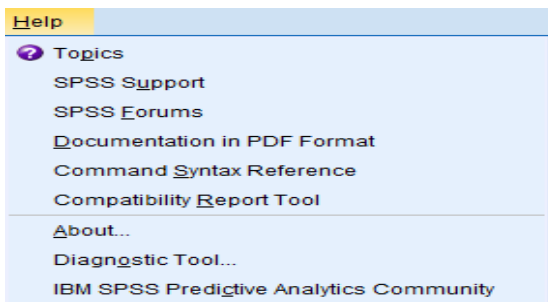 Help
Topics
SPSS Support
SPSS Forums
Documentation in PDF Format
Command Syntax Reference
Compatibility Report Tool
About...
Diagnostic Tool...
IBM SPSS Predictive Analytics Community